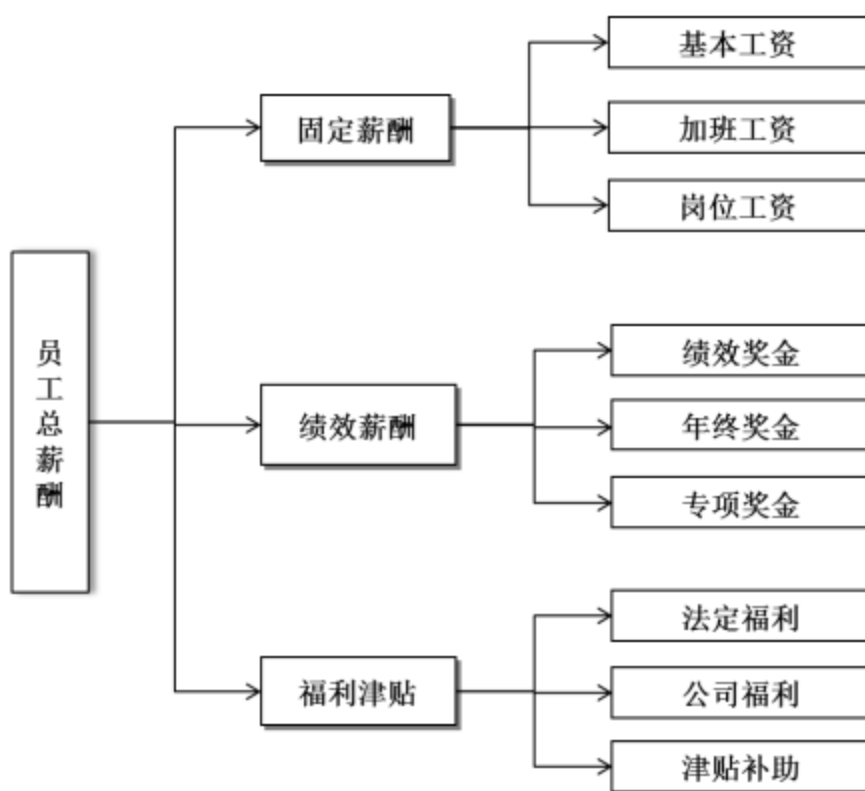 员工总薪酬
固定薪酬
基本工资
加班工资
岗位工资
绩效薪酬
绩效奖金
年终奖金
专项奖金
福利津贴
法定福利
公司福利
津贴补助